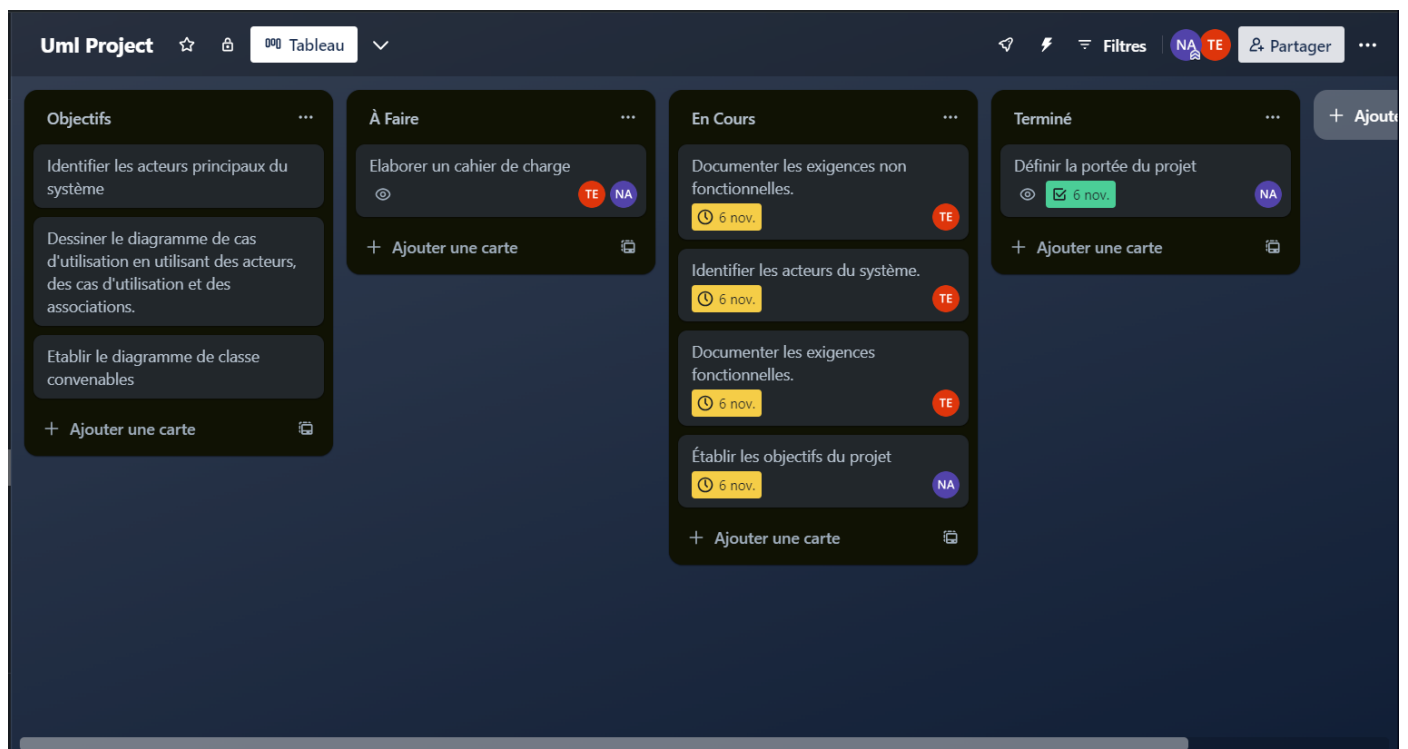 Uml Project
Tableau
Filtres
NA
TE
Partager
Objectifs
Identifier les acteurs principaux du
système
Dessiner le diagramme de cas
d'utilisation en utilisant des acteurs,
des cas d'utilisation et des
associations.
Etablir le diagramme de classe
convenables
Ajouter une carte
À Faire
Elaborer un cahier de charge
TE
NA
Ajouter une carte
En Cours
Documenter les exigences non
fonctionnelles.
6 nov.
TE
Identifier les acteurs du système.
6 nov.
TE
Documenter les exigences
fonctionnelles.
6 nov.
TE
Établir les objectifs du projet
6 nov.
NA
Ajouter une carte
Terminé
Définir la portée du projet
6 nov.
NA
Ajouter une carte
Ajoute